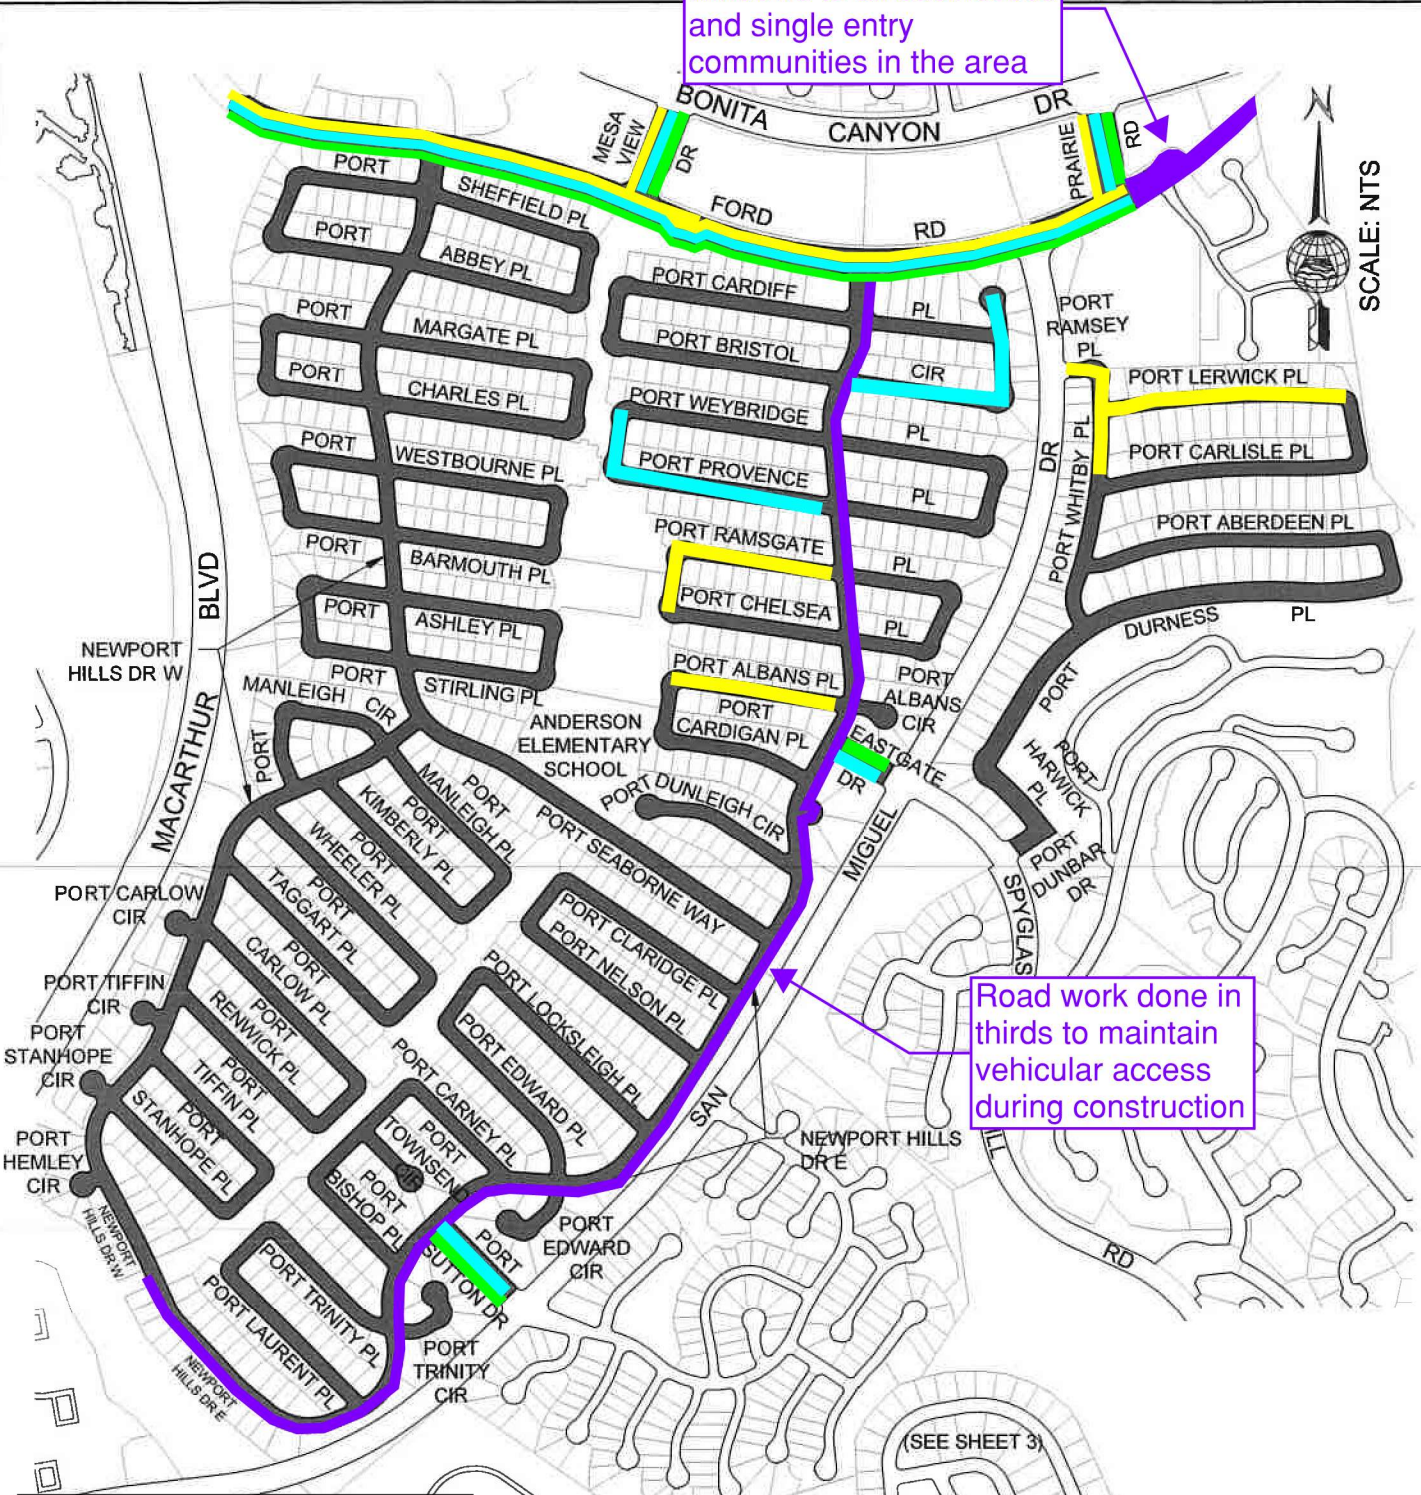 and single entry
communities in the area
BONITA
CANYON
DR
MESA
VIEW
DR
PRAIRIE
RD
N
SCALE: NTS
FORD
RD
PORT
SHEFFIELD PL
PORT
ABBEY PL
PORT
MARGATE PL
PORT
CHARLES PL
PORT
WESTBOURNE PL
PORT
BARMOUTH PL
PORT
ASHLEY PL
PORT
STIRLING PL
PORT CARDIFF
PL
PORT BRISTOL
CIR
PORT WEYBRIDGE
PL
PORT PROVENCE
PL
PORT RAMSGATE
PL
PORT CHELSEA
PL
PORT ALBANS PL
PORT
ALBANS
CIR
PORT
CARDIGAN PL
PORT
RAMSEY
PL
PORT LERWICK PL
PORT CARLISLE PL
PORT WHITBY PL
PORT ABERDEEN PL
DURNESS
PL
PORT
DR
BLVD
MACARTHUR
NEWPORT
HILLS DR W
MANLEIGH
CIR
PORT
ANDERSON
ELEMENTARY
SCHOOL
EASTGATE
DR
PORT DUNLEIGH CIR
PORT
HARWICK
PL
PORT
DUNBAR
DR
MIGUEL
PORT
MANLEIGH PL
PORT
KIMBERLY PL
PORT
WHEELER PL
PORT
TAGGART PL
PORT
CARLOW PL
PORT
RENWICK PL
PORT
TIFFIN PL
PORT
STANHOPE PL
PORT SEABORNE WAY
PORT CLARIDGE PL
PORT NELSON PL
PORT LOCKSLEIGH PL
PORT EDWARD PL
PORT CARNEY PL
PORT
TOWNSEND
CIR
PORT
BISHOP PL
PORT CARLOW
CIR
PORT TIFFIN
CIR
PORT
STANHOPE
CIR
PORT
HEMLEY
CIR
SPYGLAS
Road work done in
thirds to maintain
vehicular access
during construction
SAN
HILL
NEWPORT HILLS
DR E
RD
PORT
EDWARD
CIR
PORT
SUTTON DR
NEWPORT
HILLS DR W
PORT TRINITY PL
PORT LAURENT PL
PORT
TRINITY
CIR
NEWPORT
HILLS DR E
(SEE SHEET 3)